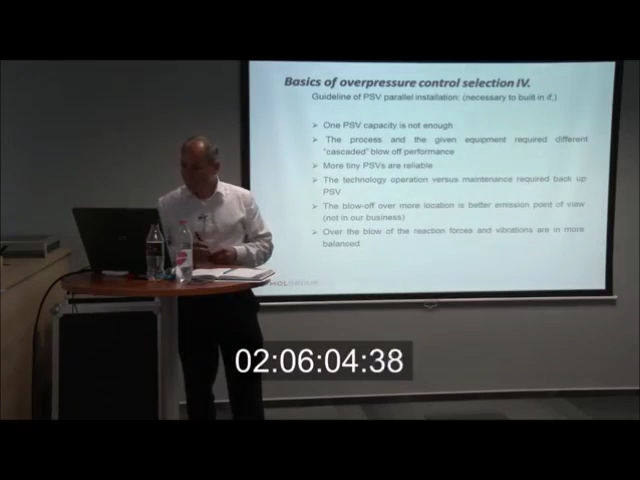 Basics of overpressure control selection IV.
Guideline of PSV parallel installation: (necessary to built in if,)
➢ One PSV capacity is not enough
➢ The process and the given equipment required different
"cascaded" blow off performance
➢ More tiny PSVs are reliable
➢ The technology operation versus maintenance required back up
PSV
➢ The blow-off over more location is better emission point of view
(not in our business)
➢ Over the blow of the reaction forces and vibrations are in more
balanced
MOLGROUP
02:06:04:38